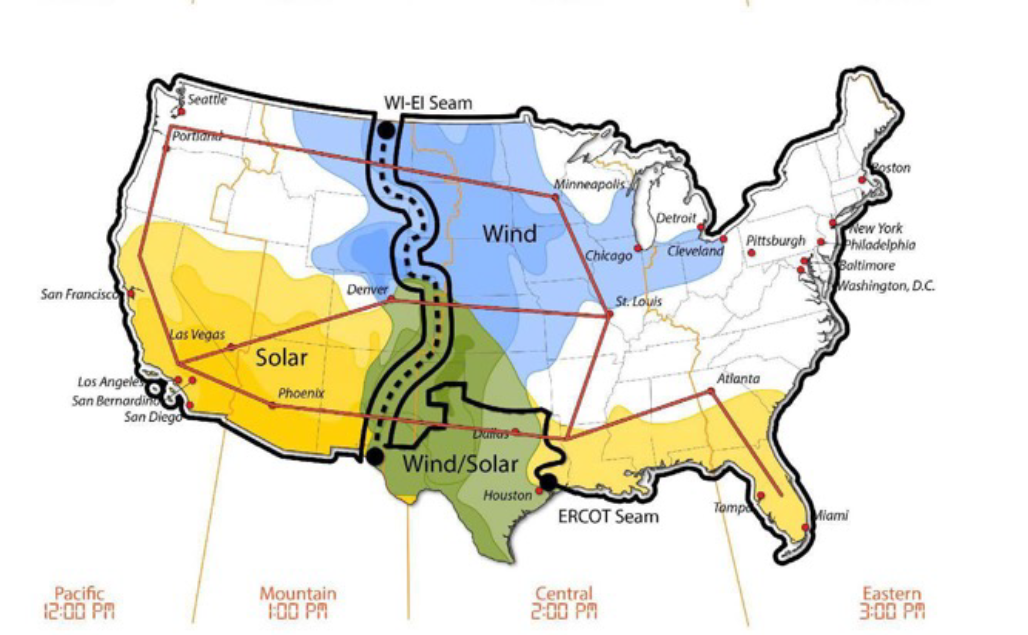 WI-EI Seam
Seattle
Portland
Boston
Minneapolis
Detroit
New York
Wind
Pittsburgh
Philadelphia
Chicago
Cleveland
Baltimore
Washington, D.C.
San Francisco
Denver
St. Louis
Las Vegas
Solar
Los Angeles
Atlanta
San Bernardino
Phoenix
San Diego
Dallas
Wind/Solar
Houston
Tampa
Miami
ERCOT Seam
Pacific
Mountain
Central
Eastern
12:00 PM
1:00 PM
2:00 PM
3:00 PM